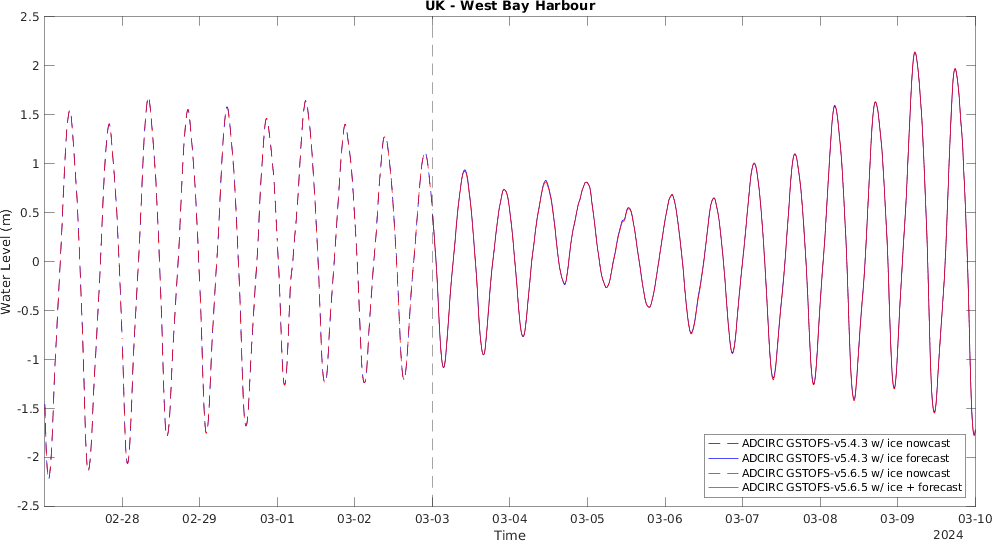 UK - West Bay Harbour
2.5
2
1.5
1
0.5
0
-0.5
-1
-1.5
-2
-2.5
Water Level (m)
ADCIRC GSTOFS-v5.4.3 w/ ice nowcast
ADCIRC GSTOFS-v5.4.3 w/ ice forecast
ADCIRC GSTOFS-v5.6.5 w/ ice nowcast
ADCIRC GSTOFS-v5.6.5 w/ ice + forecast
02-28 02-29 03-01 03-02 03-03 03-04 03-05 03-06 03-07 03-08 03-09 03-10
Time
2024